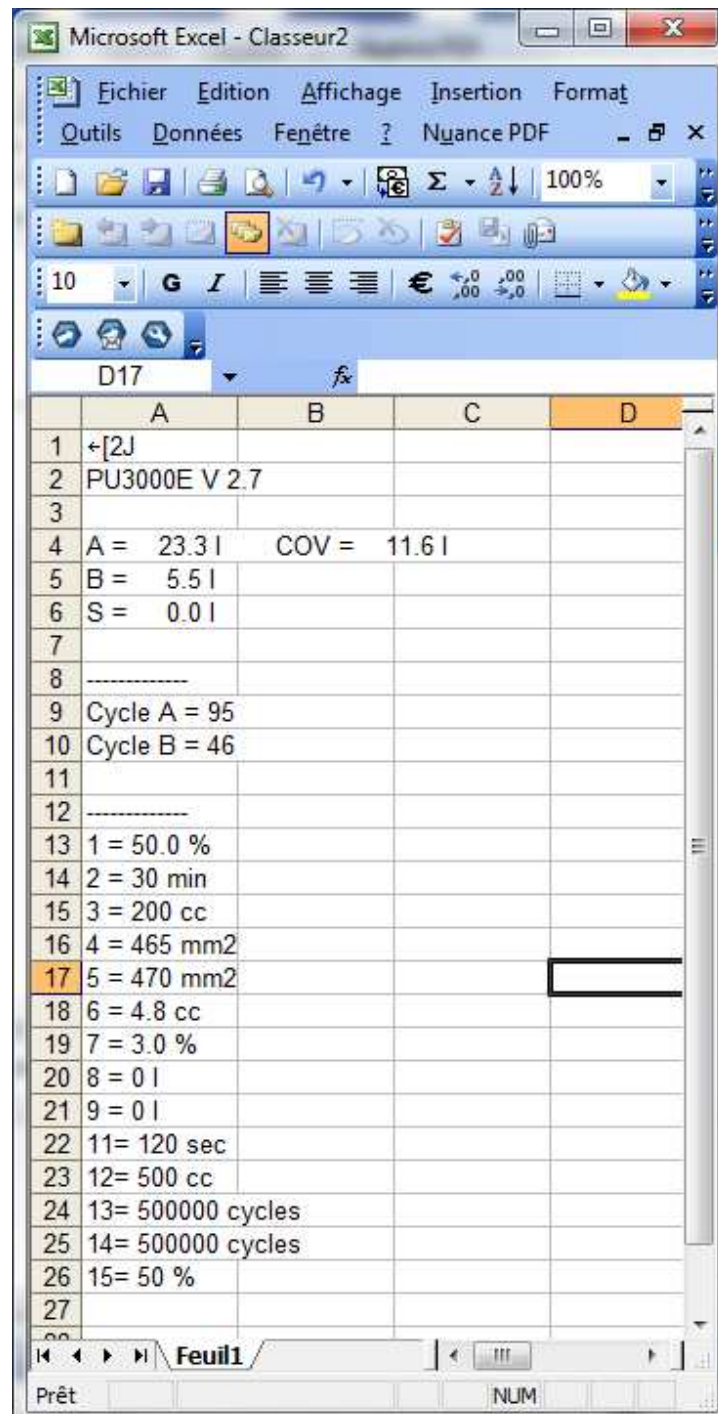 Microsoft Excel - Classeur2
Fichier Edition Affichage Insertion Format
Outils Données Fenêtre ? Nuance PDF
Σ 100%
10 G I € ,00 ,00
D17 fx
A B C D
1 ←[2J
2 PU3000E V 2.7
3
4 A = 23.3 l COV = 11.6 l
5 B = 5.5 l
6 S = 0.0 l
7
8 -------------
9 Cycle A = 95
10 Cycle B = 46
11
12 -------------
13 1 = 50.0 %
14 2 = 30 min
15 3 = 200 cc
16 4 = 465 mm2
17 5 = 470 mm2
18 6 = 4.8 cc
19 7 = 3.0 %
20 8 = 0 l
21 9 = 0 l
22 11= 120 sec
23 12= 500 cc
24 13= 500000 cycles
25 14= 500000 cycles
26 15= 50 %
27
Feuil1
Prêt NUM